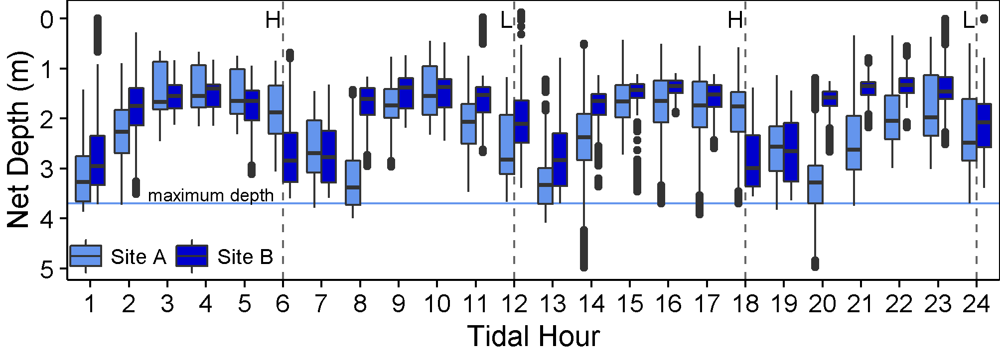 Net Depth (m)
0
1
2
3
4
5
H
L
H
L
maximum depth
Site A
Site B
1 2 3 4 5 6 7 8 9 10 11 12 13 14 15 16 17 18 19 20 21 22 23 24
Tidal Hour